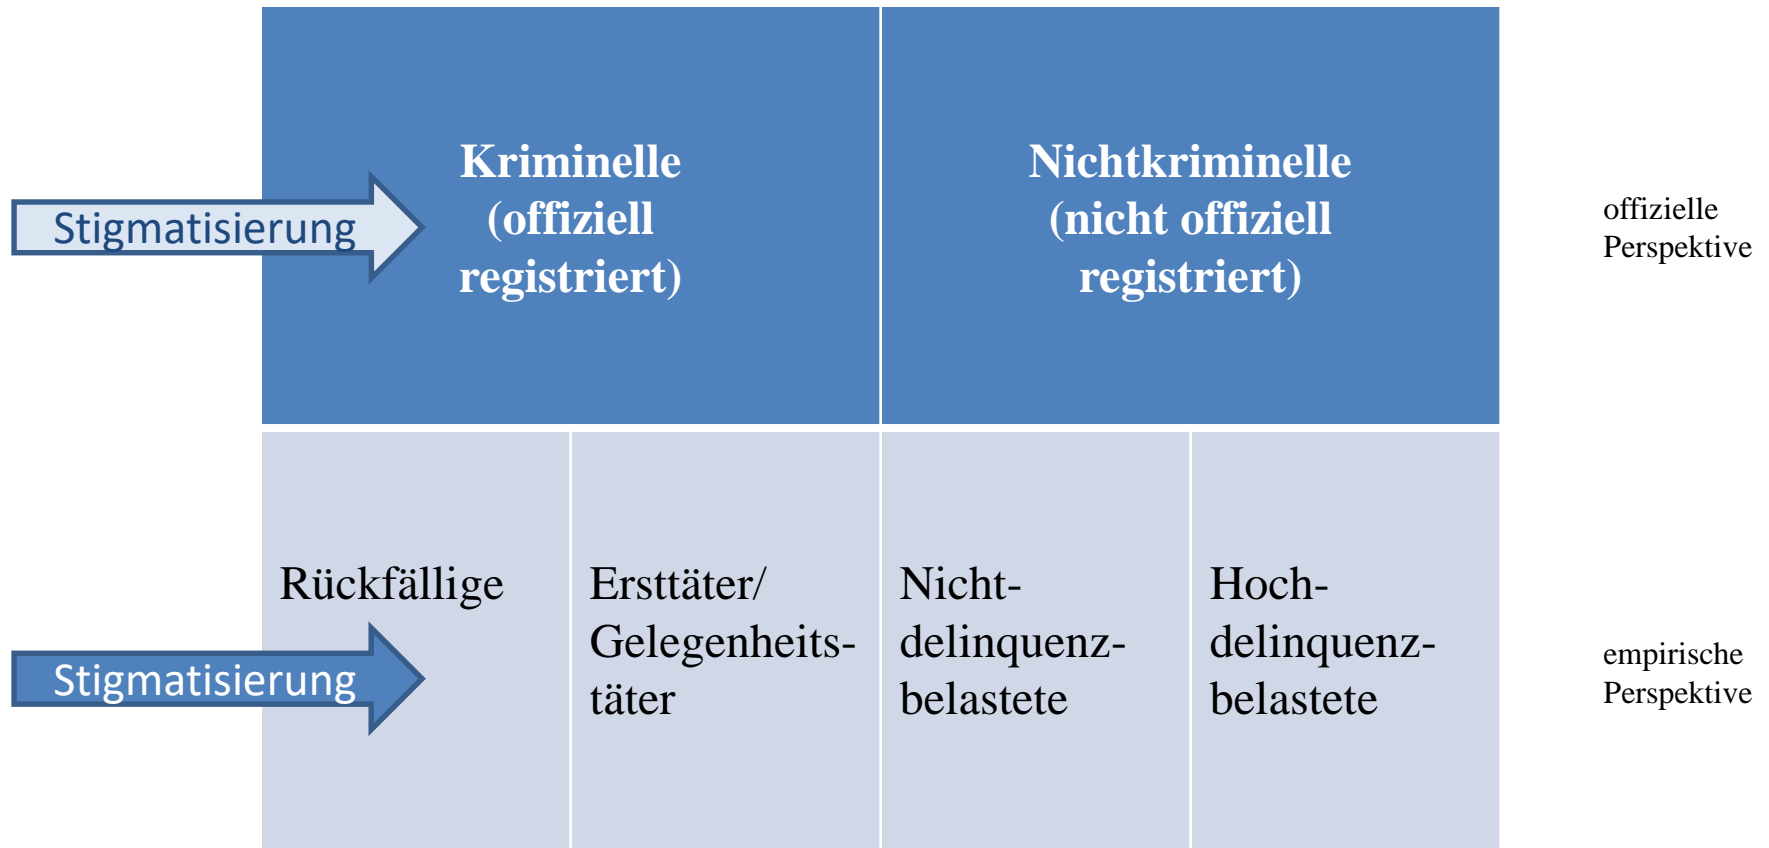 Kriminelle
(offiziell
registriert)
Nichtkriminelle
(nicht offiziell
registriert)
Stigmatisierung
offizielle
Perspektive
Rückfällige
Ersttäter/
Gelegenheits-
täter
Nicht-
delinquenz-
belastete
Hoch-
delinquenz-
belastete
Stigmatisierung
empirische
Perspektive